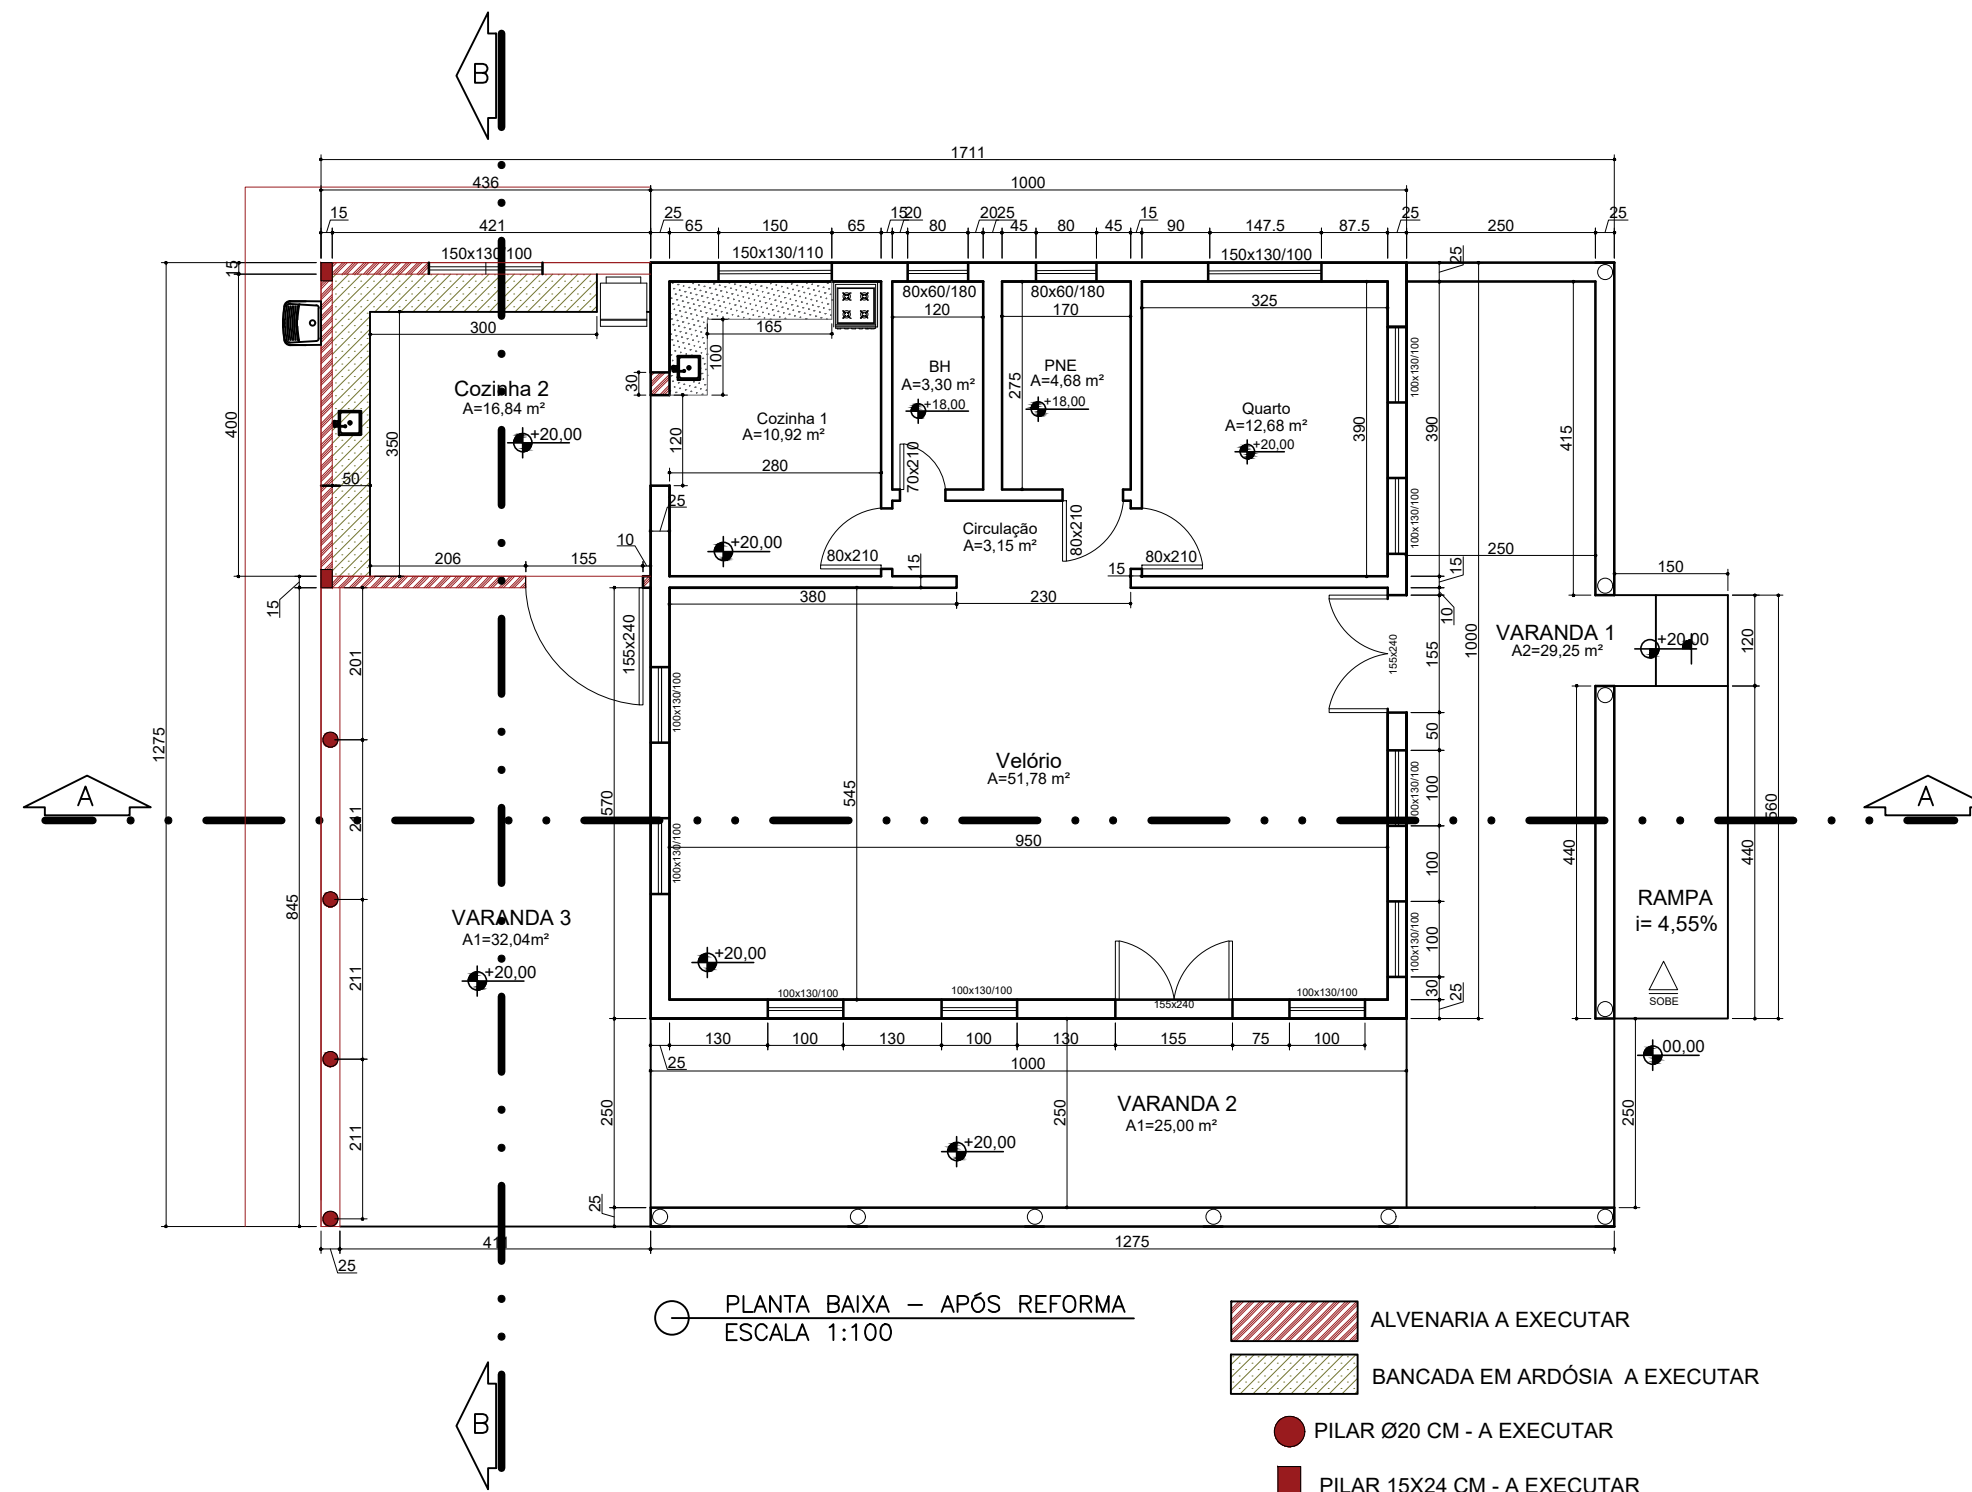 B
1711
436
1000
15
421
25
65
150
65
15
20
80
20
25
45
80
45
15
90
147.5
87.5
25
250
25
150x130/100
150x130/110
150x130/100
15
25
80x60/180
80x60/180
120
170
325
300
165
100
30
Cozinha 2
A=16,84 m²
+20,00
400
350
50
120
Cozinha 1
A=10,92 m²
280
BH
A=3,30 m²
+18,00
PNE
A=4,68 m²
+18,00
275
Quarto
A=12,68 m²
+20,00
390
390
415
100x130/100
100x130/100
70x210
25
+20,00
80x210
Circulação
A=3,15 m²
80x210
80x210
15
15
15
250
150
206
155
10
15
380
230
10
155x240
155x240
155
1000
VARANDA 1
A2=29,25 m²
+20,00
120
201
100x130/100
1275
Velório
A=51,78 m²
50
A
211
570
545
100
100x130/100
560
A
950
100x130/100
100
440
440
845
VARANDA 3
A1=32,04m²
+20,00
211
+20,00
100
100x130/100
RAMPA
i= 4,55%
SOBE
30
25
100x130/100
100x130/100
155x240
100x130/100
130
100
130
100
130
155
75
100
25
1000
00,00
211
250
250
VARANDA 2
A1=25,00 m²
+20,00
250
25
25
411
1275
PLANTA BAIXA – APÓS REFORMA
ESCALA 1:100
ALVENARIA A EXECUTAR
BANCADA EM ARDÓSIA A EXECUTAR
PILAR Ø20 CM - A EXECUTAR
PILAR 15X24 CM - A EXECUTAR
B